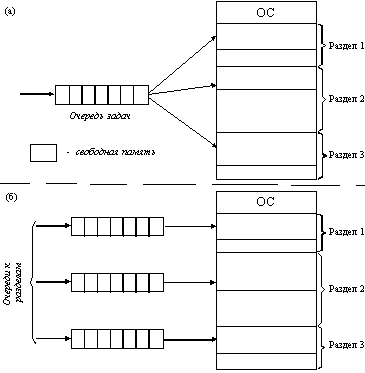 (а)
ОС
Раздел 1
Раздел 2
Очередь задач
- свободная память
Раздел 3
(б)
ОС
Раздел 1
Очереди к
разделам
Раздел 2
Раздел 3